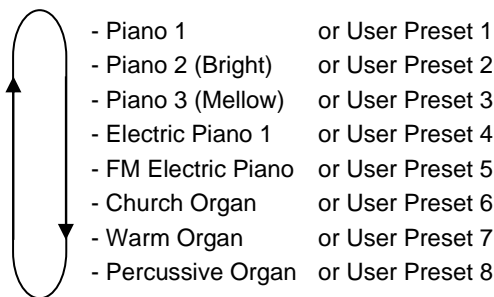 - Piano 1 or User Preset 1
- Piano 2 (Bright) or User Preset 2
- Piano 3 (Mellow) or User Preset 3
- Electric Piano 1 or User Preset 4
- FM Electric Piano or User Preset 5
- Church Organ or User Preset 6
- Warm Organ or User Preset 7
- Percussive Organ or User Preset 8